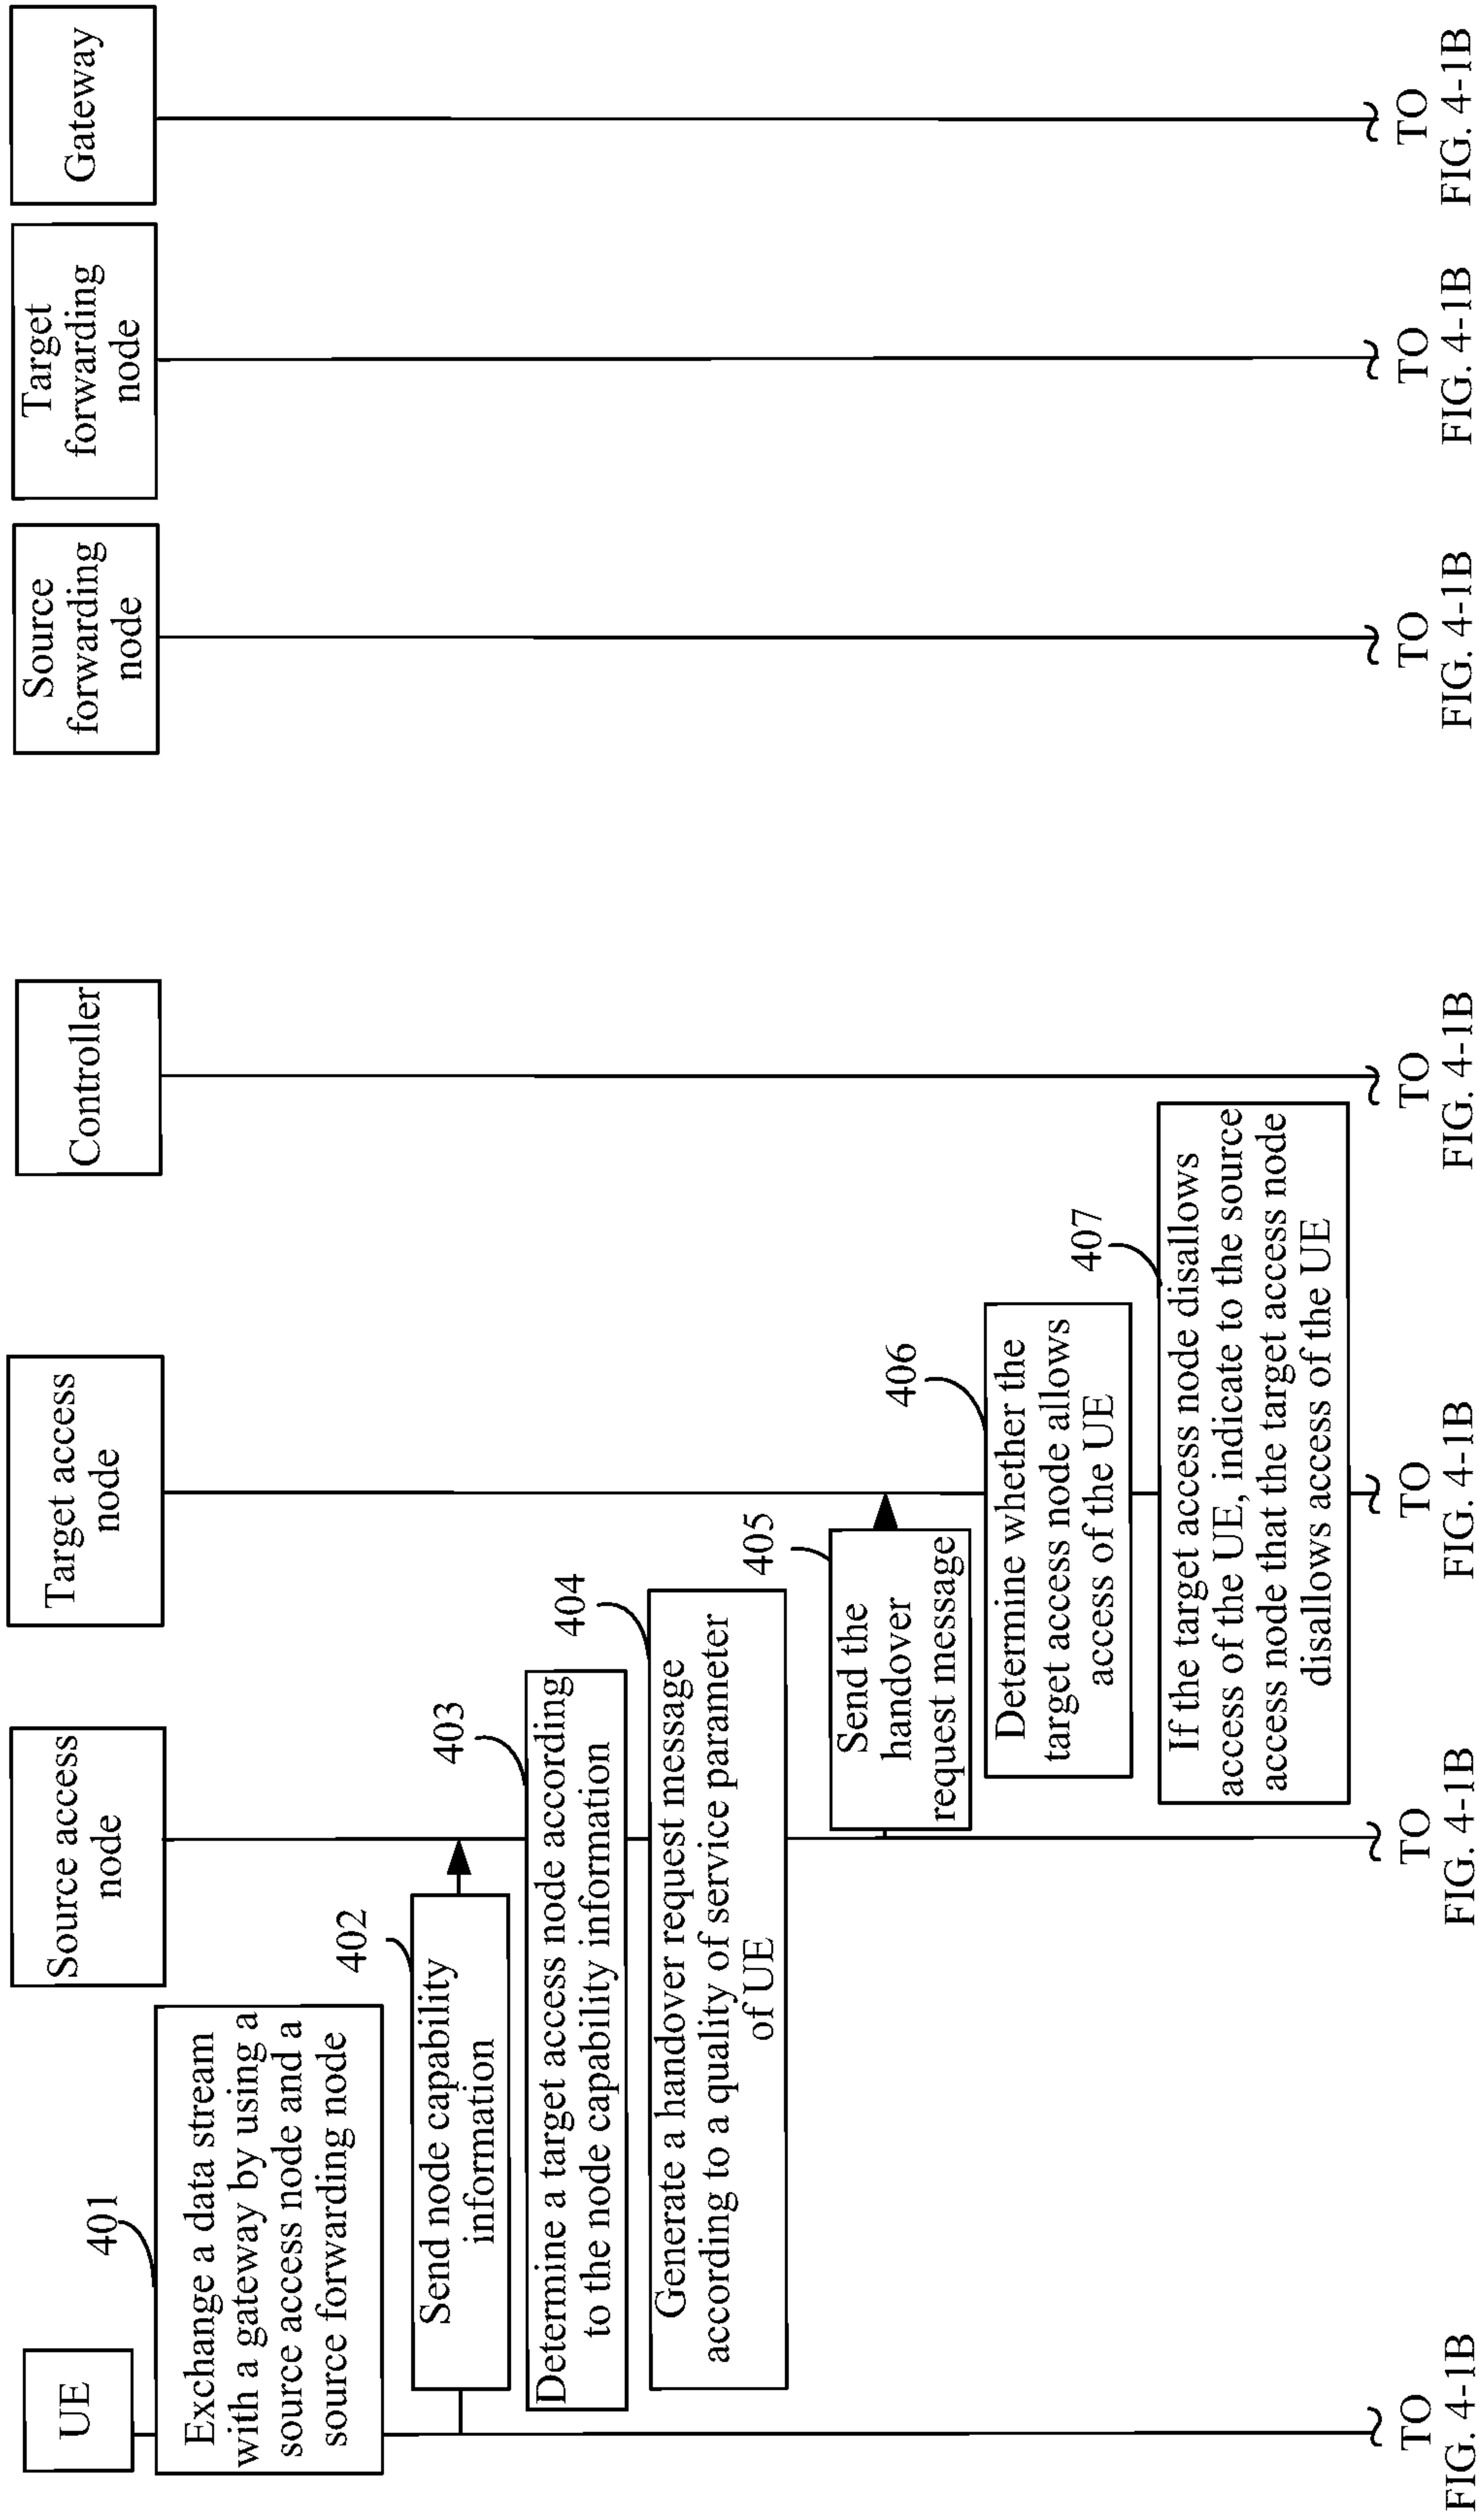 UE
Source access
node
Target access
node
Controller
Source
forwarding
node
Target
forwarding
node
Gateway
401
Exchange a data stream
with a gateway by using a
source access node and a
source forwarding node
402
Send node capability
information
403
Determine a target access node according
to the node capability information
404
Generate a handover request message
according to a quality of service parameter
of UE
405
Send the
handover
request message
406
Determine whether the
target access node allows
access of the UE
407
If the target access node disallows
access of the UE, indicate to the source
access node that the target access node
disallows access of the UE
TO
FIG. 4-1B
TO
FIG. 4-1B
TO
FIG. 4-1B
TO
FIG. 4-1B
TO
FIG. 4-1B
TO
FIG. 4-1B
TO
FIG. 4-1B